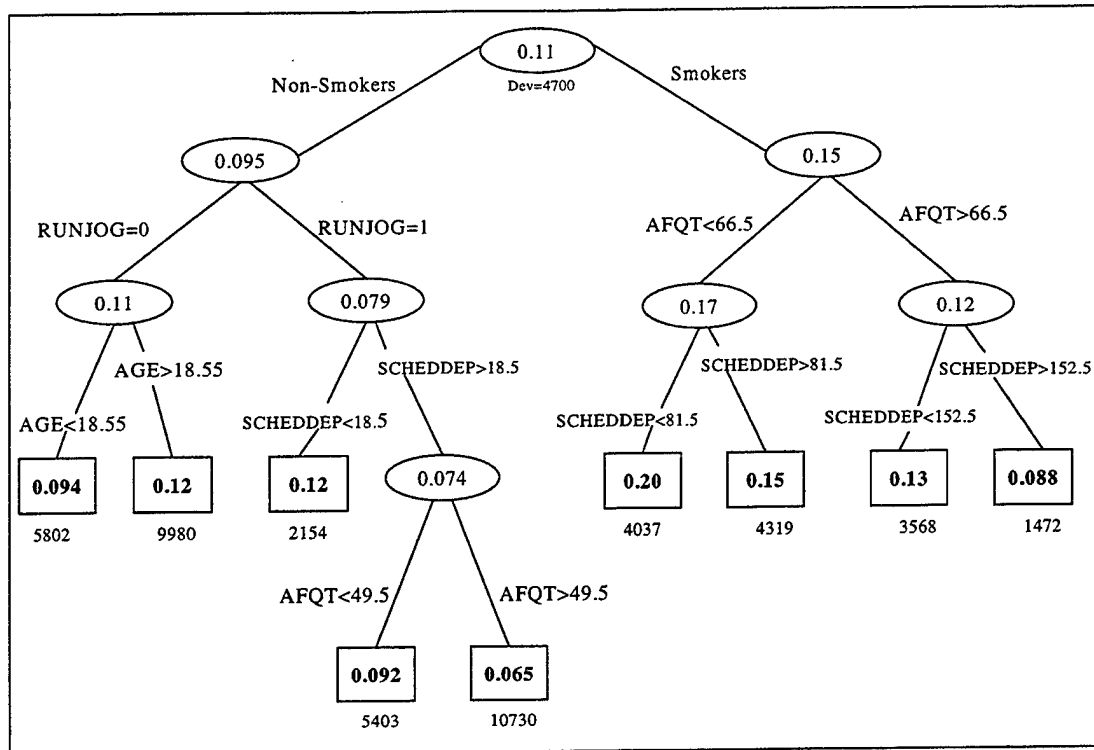 0.11
Dev=4700
Non-Smokers
Smokers
0.095
0.15
RUNJOG=0
RUNJOG=1
AFQT<66.5
AFQT>66.5
0.11
0.079
0.17
0.12
AGE>18.55
SCHEDDEP>18.5
SCHEDDEP>81.5
SCHEDDEP>152.5
AGE<18.55
SCHEDDEP<18.5
SCHEDDEP<81.5
SCHEDDEP<152.5
0.094
0.12
0.12
0.074
0.20
0.15
0.13
0.088
5802
9980
2154
4037
4319
3568
1472
AFQT<49.5
AFQT>49.5
0.092
0.065
5403
10730